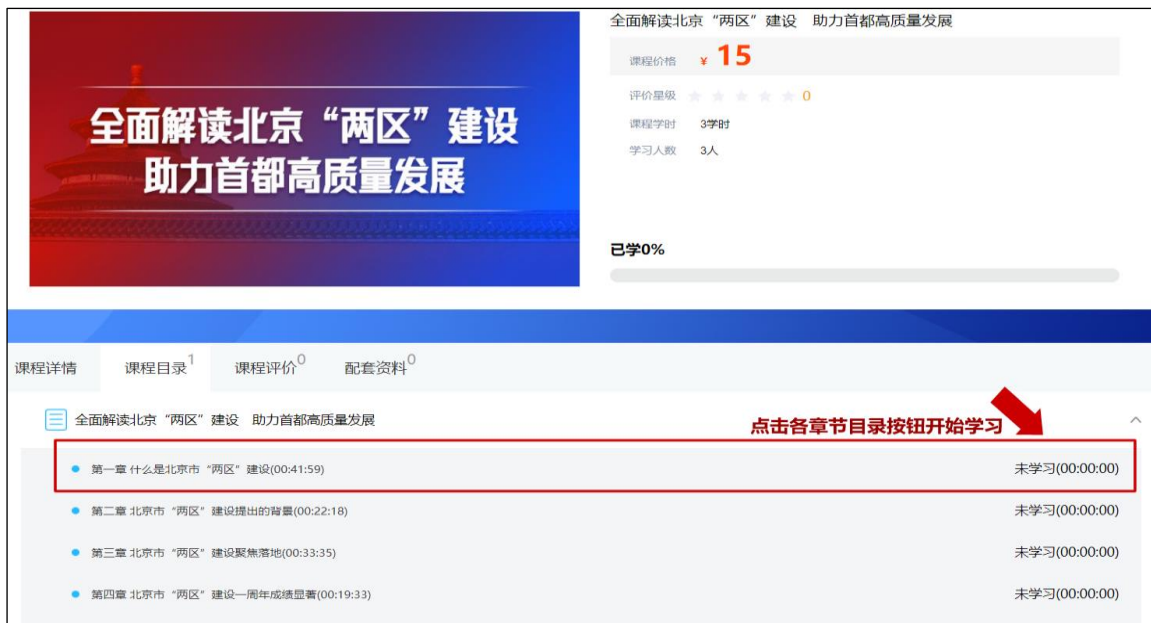 全面解读北京“两区”建设
助力首都高质量发展
全面解读北京“两区”建设 助力首都高质量发展
课程价格 ¥ 15
评价星级 0
课程学时 3学时
学习人数 3人
已学0%
课程详情 课程目录1 课程评价0 配套资料0
全面解读北京“两区”建设 助力首都高质量发展
点击各章节目录按钮开始学习
第一章 什么是北京市“两区”建设(00:41:59) 未学习(00:00:00)
第二章 北京市“两区”建设提出的背景(00:22:18) 未学习(00:00:00)
第三章 北京市“两区”建设聚焦落地(00:33:35) 未学习(00:00:00)
第四章 北京市“两区”建设一周年成绩显著(00:19:33) 未学习(00:00:00)